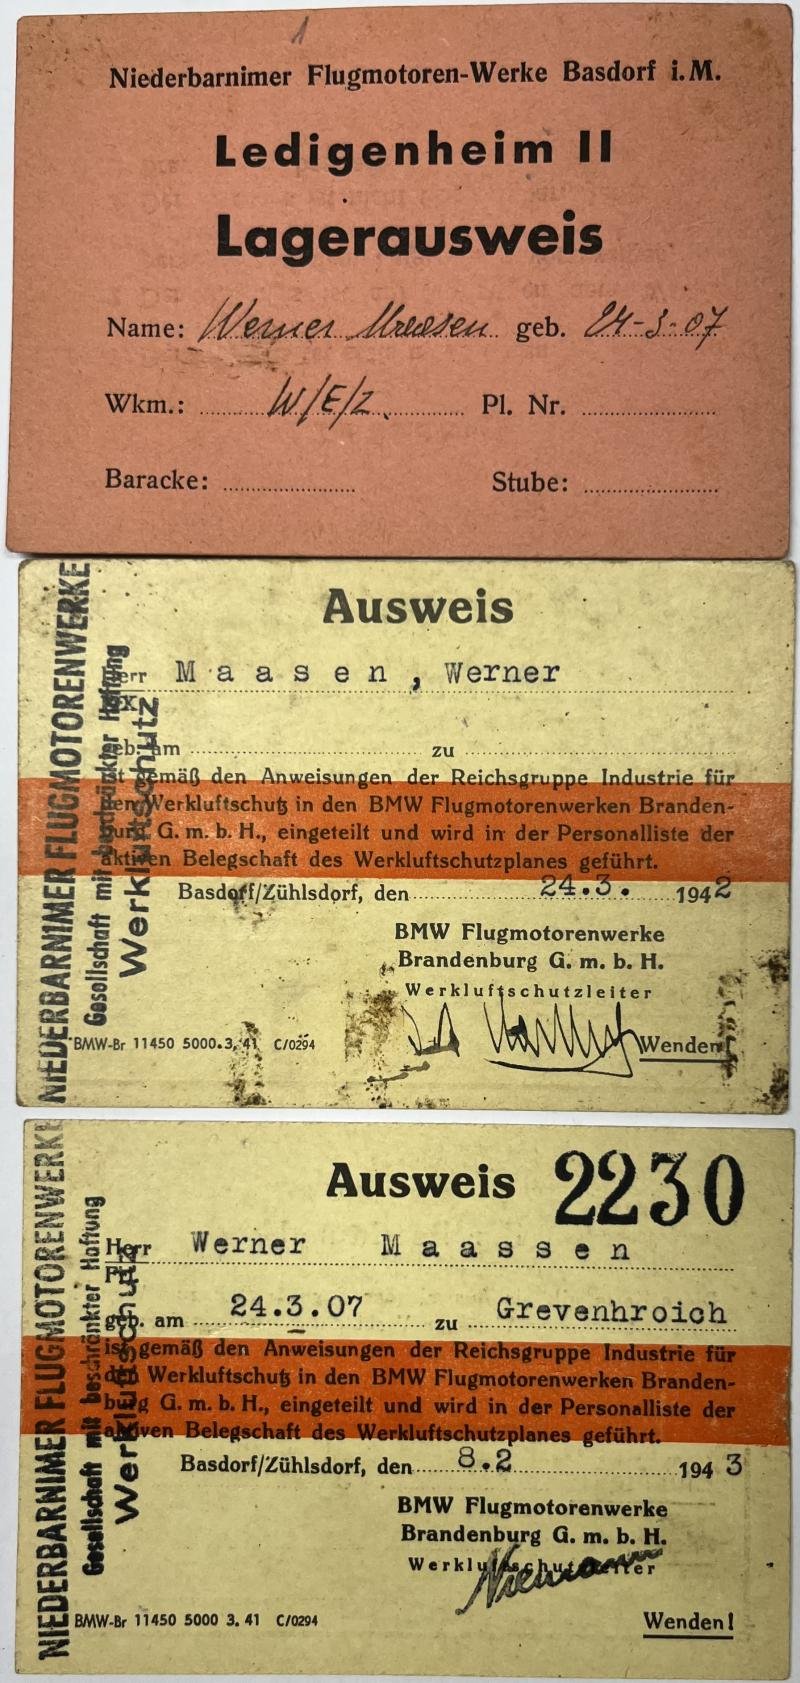 1
Niederbarnimer Flugmotoren-Werke Basdorf i. M.
Ledigenheim II
Lagerausweis
Name: Werner Maassen geb. 24-3-07
Wkm.: W/E/Z. Pl. Nr.
Baracke: Stube:
NIEDERBARNIMER FLUGMOTORENWERKE
Gesellschaft mit beschränkter Haftung
Werkluftschutz
Ausweis
Herr Maasen, Werner
geb. am zu
ist gemäß den Anweisungen der Reichsgruppe Industrie für
den Werkluftschutz in den BMW Flugmotorenwerken Branden-
burg G. m. b. H., eingeteilt und wird in der Personalliste der
aktiven Belegschaft des Werkluftschutzplanes geführt.
Basdorf/Zühlsdorf, den 24.3. 1942
BMW Flugmotorenwerke
Brandenburg G. m. b. H.
Werkluftschutzleiter
BMW-Br 11450 5000.3. 41 C/0294
Wenden!
NIEDERBARNIMER FLUGMOTORENWERKE
Gesellschaft mit beschränkter Haftung
Werkluftschutz
Ausweis 2230
Herr Werner Maassen
Frl.
geb. am 24.3.07 zu Grevenhroich
ist gemäß den Anweisungen der Reichsgruppe Industrie für
den Werkluftschutz in den BMW Flugmotorenwerken Branden-
burg G. m. b. H., eingeteilt und wird in der Personalliste der
aktiven Belegschaft des Werkluftschutzplanes geführt.
Basdorf/Zühlsdorf, den 8.2 1943
BMW Flugmotorenwerke
Brandenburg G. m. b. H.
Werkluftschutzleiter
Niemann
BMW-Br 11450 5000 3. 41 C/0294
Wenden!